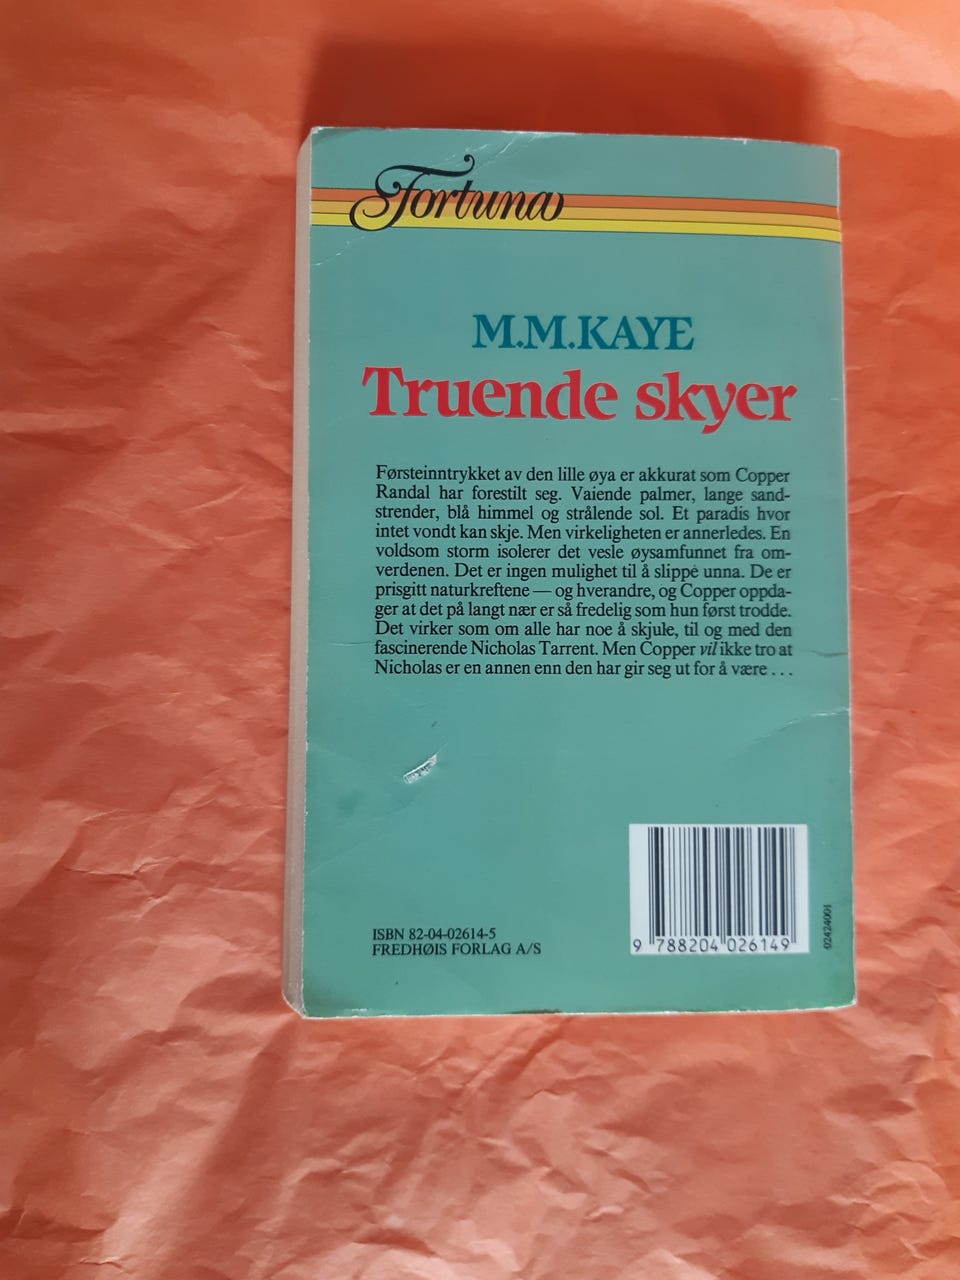 Fortuna
M.M.KAYE
Truende skyer
Førsteinntrykket av den lille øya er akkurat som Copper
Randal har forestilt seg. Vaiende palmer, lange sand-
strender, blå himmel og strålende sol. Et paradis hvor
intet vondt kan skje. Men virkeligheten er annerledes. En
voldsom storm isolerer det vesle øysamfunnet fra om-
verdenen. Det er ingen mulighet til å slippe unna. De er
prisgitt naturkreftene — og hverandre, og Copper oppda-
ger at det på langt nær er så fredelig som hun først trodde.
Det virker som om alle har noe å skjule, til og med den
fascinerende Nicholas Tarrent. Men Copper vil ikke tro at
Nicholas er en annen enn den har gir seg ut for å være . . .
ISBN 82-04-02614-5
FREDHØIS FORLAG A/S
9 788204 026149
02424001